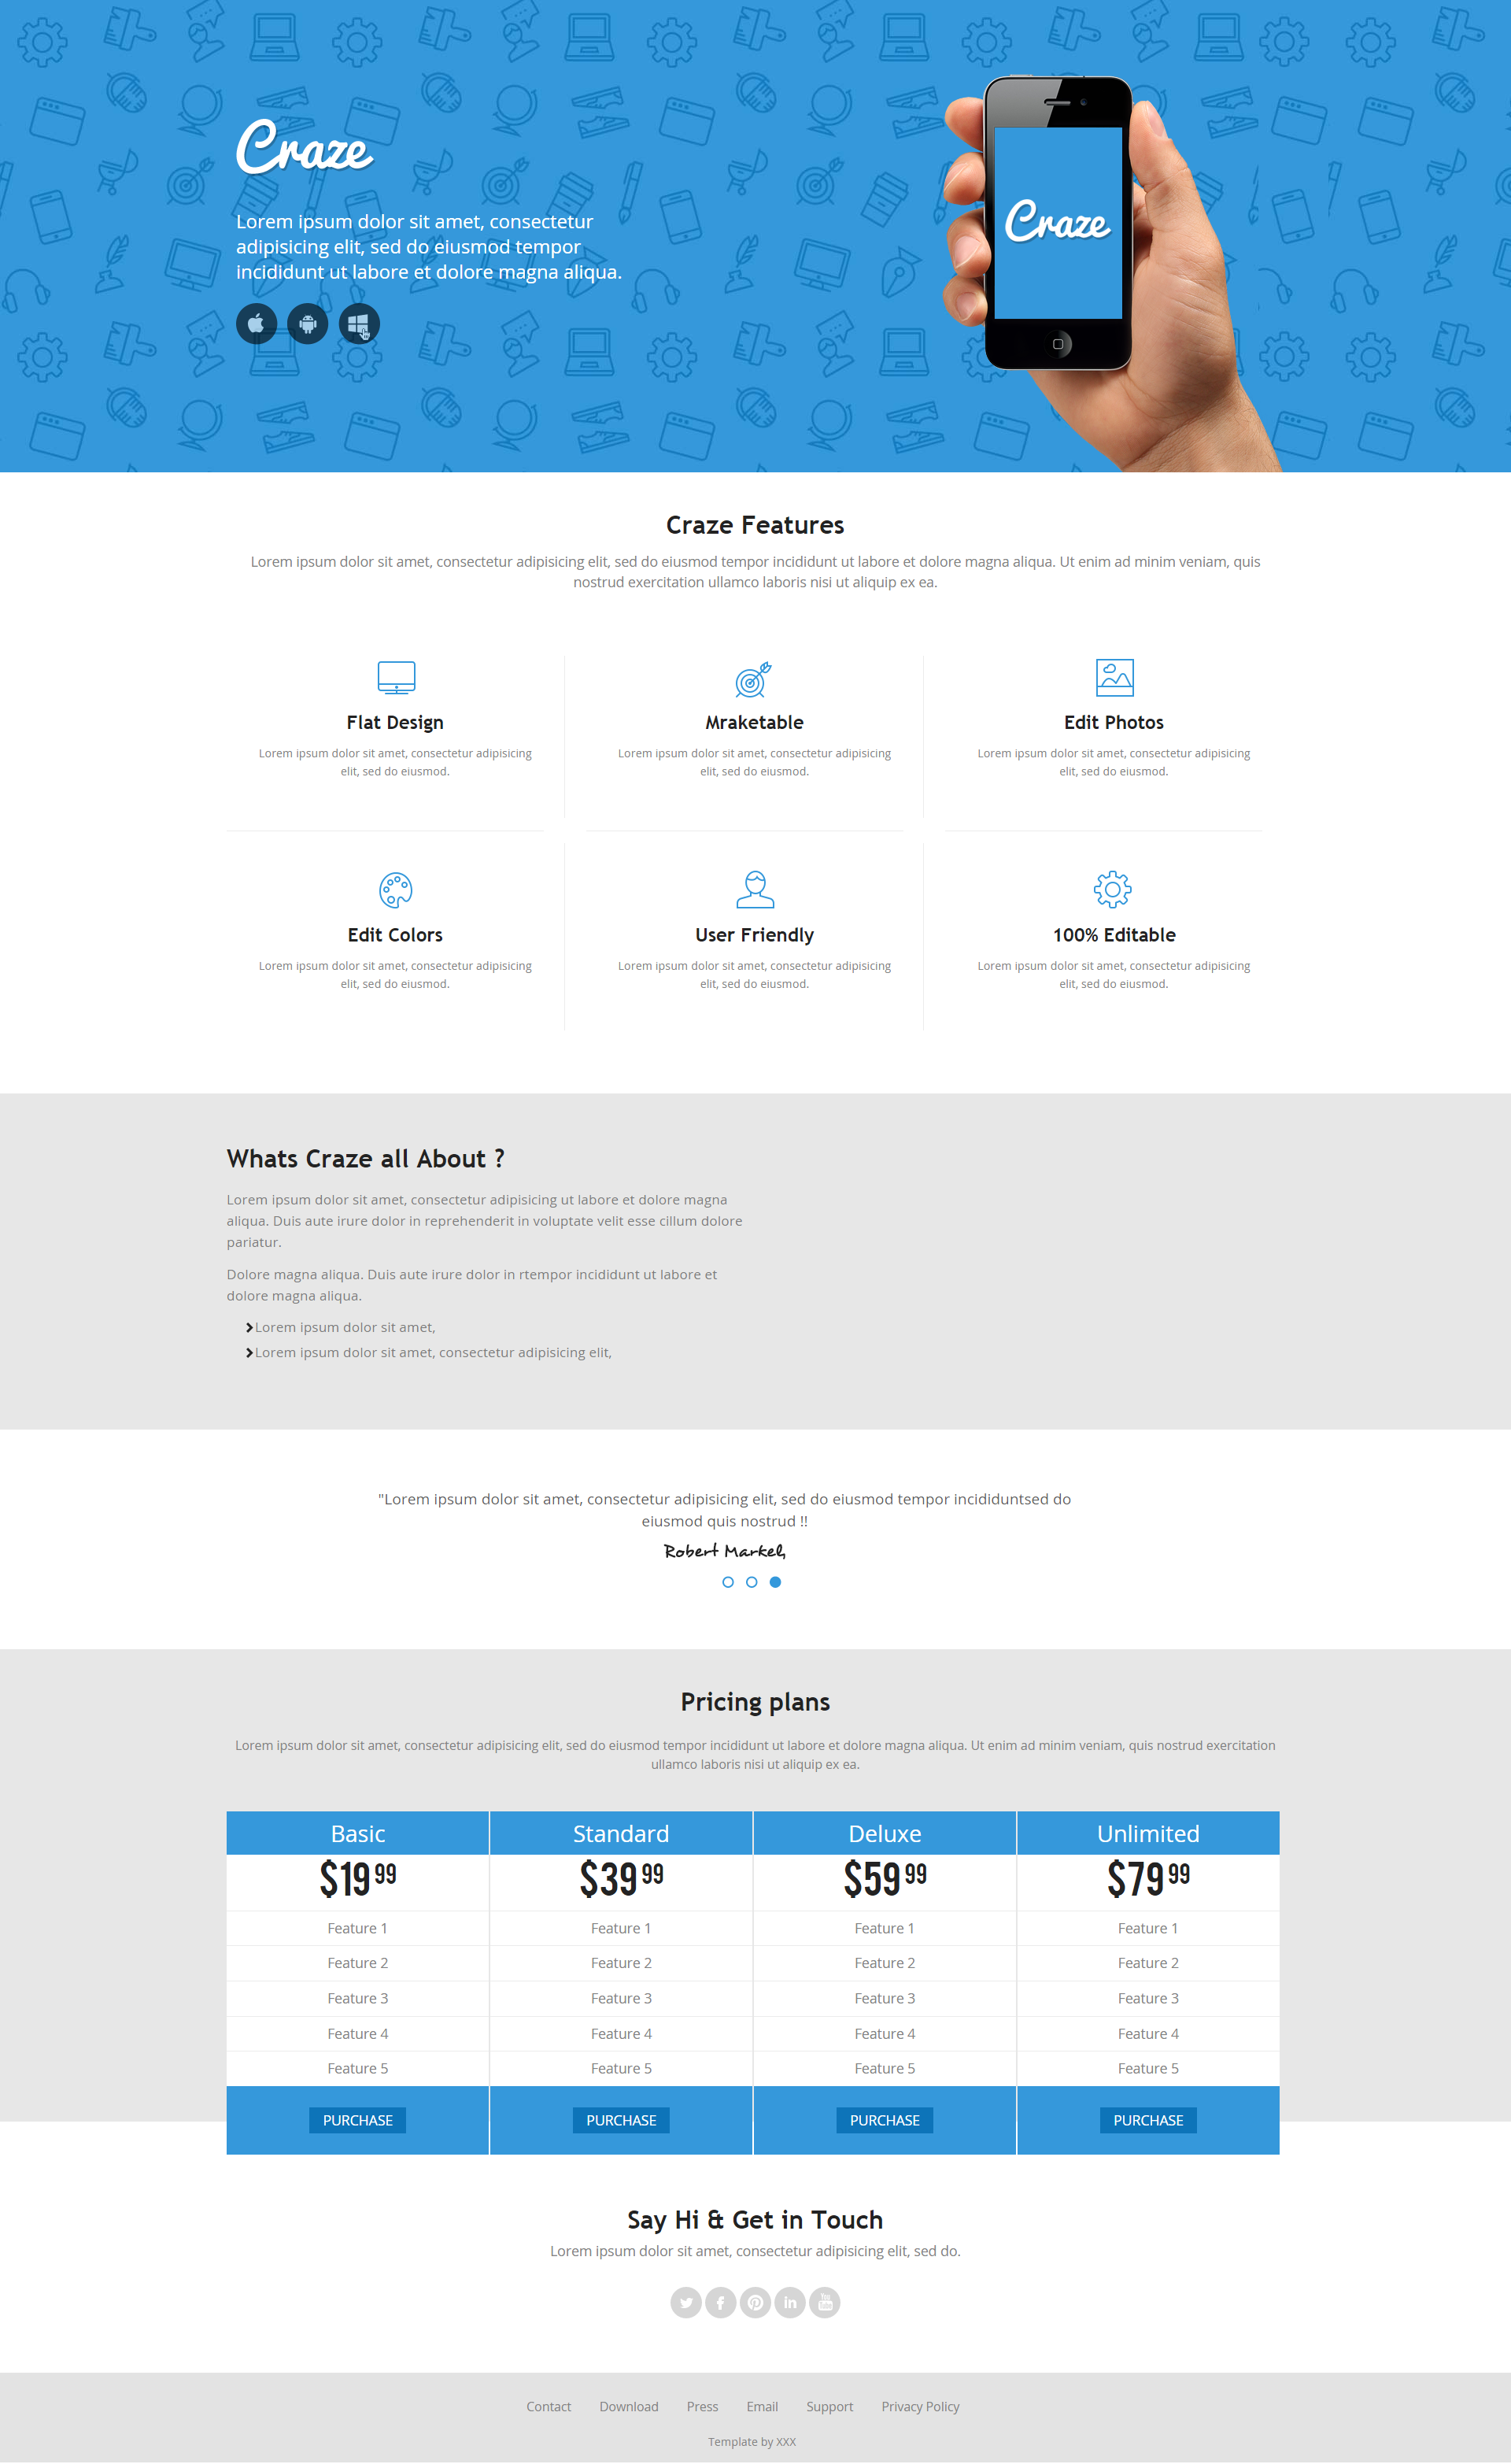 Craze
Lorem ipsum dolor sit amet, consectetur
adipisicing elit, sed do eiusmod tempor
incididunt ut labore et dolore magna aliqua.
Craze
Craze Features
Lorem ipsum dolor sit amet, consectetur adipisicing elit, sed do eiusmod tempor incididunt ut labore et dolore magna aliqua. Ut enim ad minim veniam, quis
nostrud exercitation ullamco laboris nisi ut aliquip ex ea.
Flat Design
Lorem ipsum dolor sit amet, consectetur adipisicing
elit, sed do eiusmod.
Mraketable
Lorem ipsum dolor sit amet, consectetur adipisicing
elit, sed do eiusmod.
Edit Photos
Lorem ipsum dolor sit amet, consectetur adipisicing
elit, sed do eiusmod.
Edit Colors
Lorem ipsum dolor sit amet, consectetur adipisicing
elit, sed do eiusmod.
User Friendly
Lorem ipsum dolor sit amet, consectetur adipisicing
elit, sed do eiusmod.
100% Editable
Lorem ipsum dolor sit amet, consectetur adipisicing
elit, sed do eiusmod.
Whats Craze all About ?
Lorem ipsum dolor sit amet, consectetur adipisicing ut labore et dolore magna
aliqua. Duis aute irure dolor in reprehenderit in voluptate velit esse cillum dolore
pariatur.
Dolore magna aliqua. Duis aute irure dolor in rtempor incididunt ut labore et
dolore magna aliqua.
Lorem ipsum dolor sit amet,
Lorem ipsum dolor sit amet, consectetur adipisicing elit,
"Lorem ipsum dolor sit amet, consectetur adipisicing elit, sed do eiusmod tempor incididuntsed do
eiusmod quis nostrud !!
Robert Markeh
Pricing plans
Lorem ipsum dolor sit amet, consectetur adipisicing elit, sed do eiusmod tempor incididunt ut labore et dolore magna aliqua. Ut enim ad minim veniam, quis nostrud exercitation
ullamco laboris nisi ut aliquip ex ea.
Basic
$19 99
Feature 1
Feature 2
Feature 3
Feature 4
Feature 5
PURCHASE
Standard
$39 99
Feature 1
Feature 2
Feature 3
Feature 4
Feature 5
PURCHASE
Deluxe
$59 99
Feature 1
Feature 2
Feature 3
Feature 4
Feature 5
PURCHASE
Unlimited
$79 99
Feature 1
Feature 2
Feature 3
Feature 4
Feature 5
PURCHASE
Say Hi & Get in Touch
Lorem ipsum dolor sit amet, consectetur adipisicing elit, sed do.
Contact Download Press Email Support Privacy Policy
Template by XXX